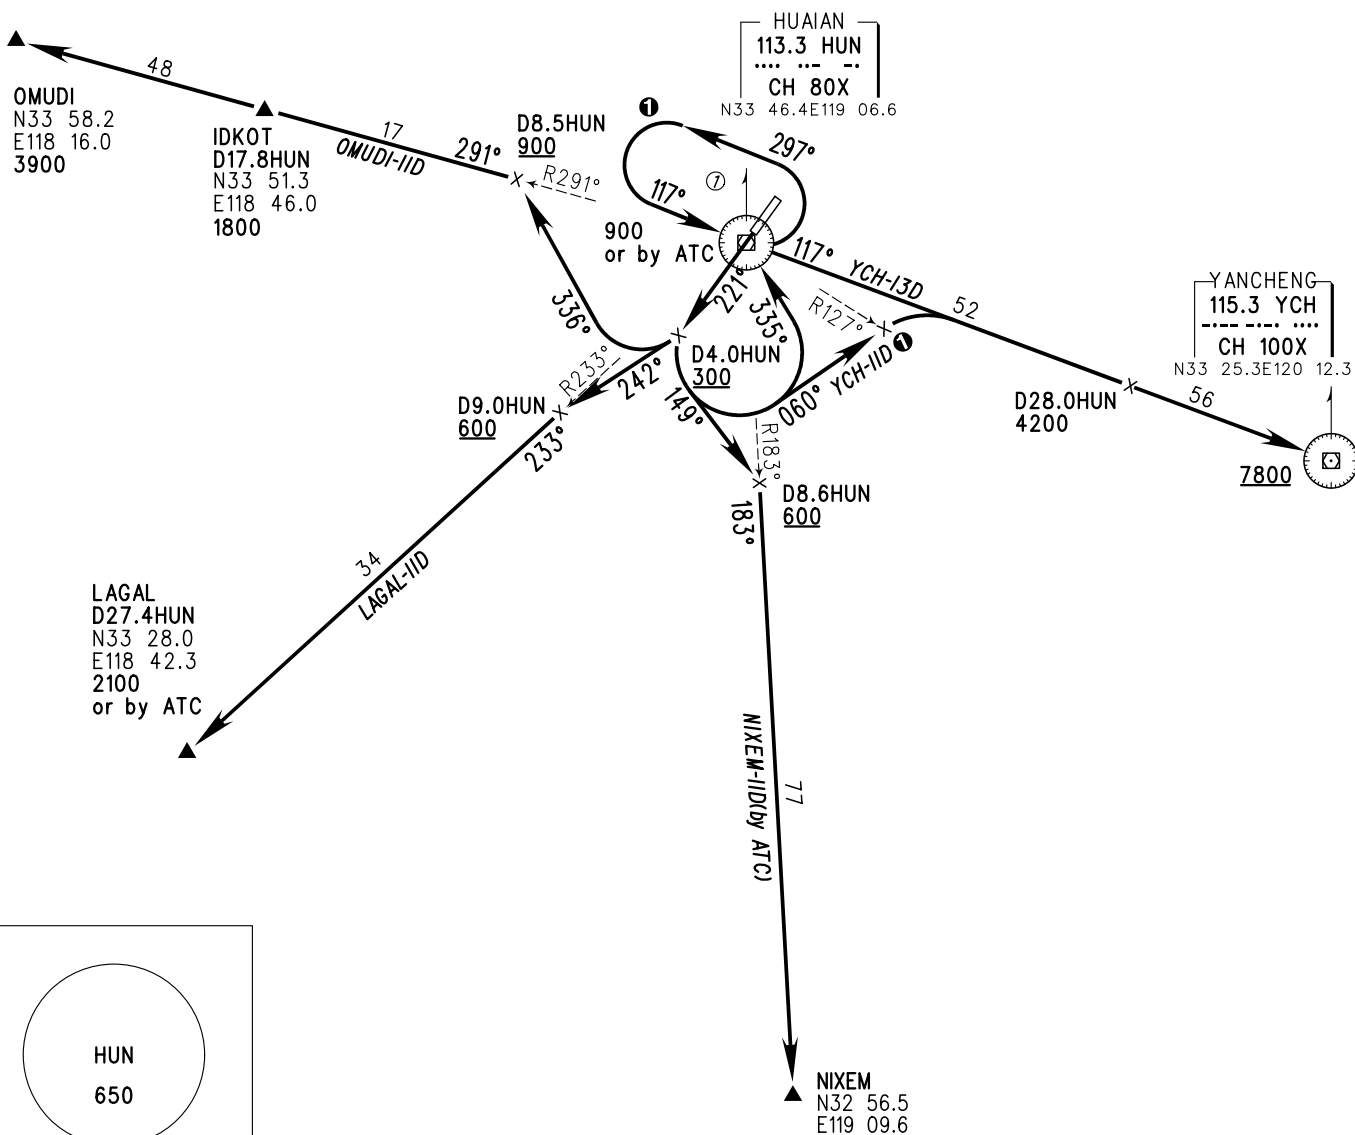 HUAIAN
113.3 HUN
CH 80X
N33 46.4E119 06.6
48
OMUDI
N33 58.2
E118 16.0
3900
IDKOT
D17.8HUN
N33 51.3
E118 46.0
1800
17
OMUDI-11D
291°
D8.5HUN
900
R291°
1
297°
117°
1
900
or by ATC
221°
117°
YCH-13D
52
YANCHENG
115.3 YCH
CH 100X
N33 25.3E120 12.3
R127°
335°
336°
R233°
242°
D4.0HUN
300
YCH-11D
1
060°
149°
D9.0HUN
600
233°
R183°
D28.0HUN
4200
56
7800
D8.6HUN
600
183°
34
LAGAL-11D
LAGAL
D27.4HUN
N33 28.0
E118 42.3
2100
or by ATC
NIXEM-11D(by ATC)
77
HUN
650
NIXEM
N32 56.5
E119 09.6